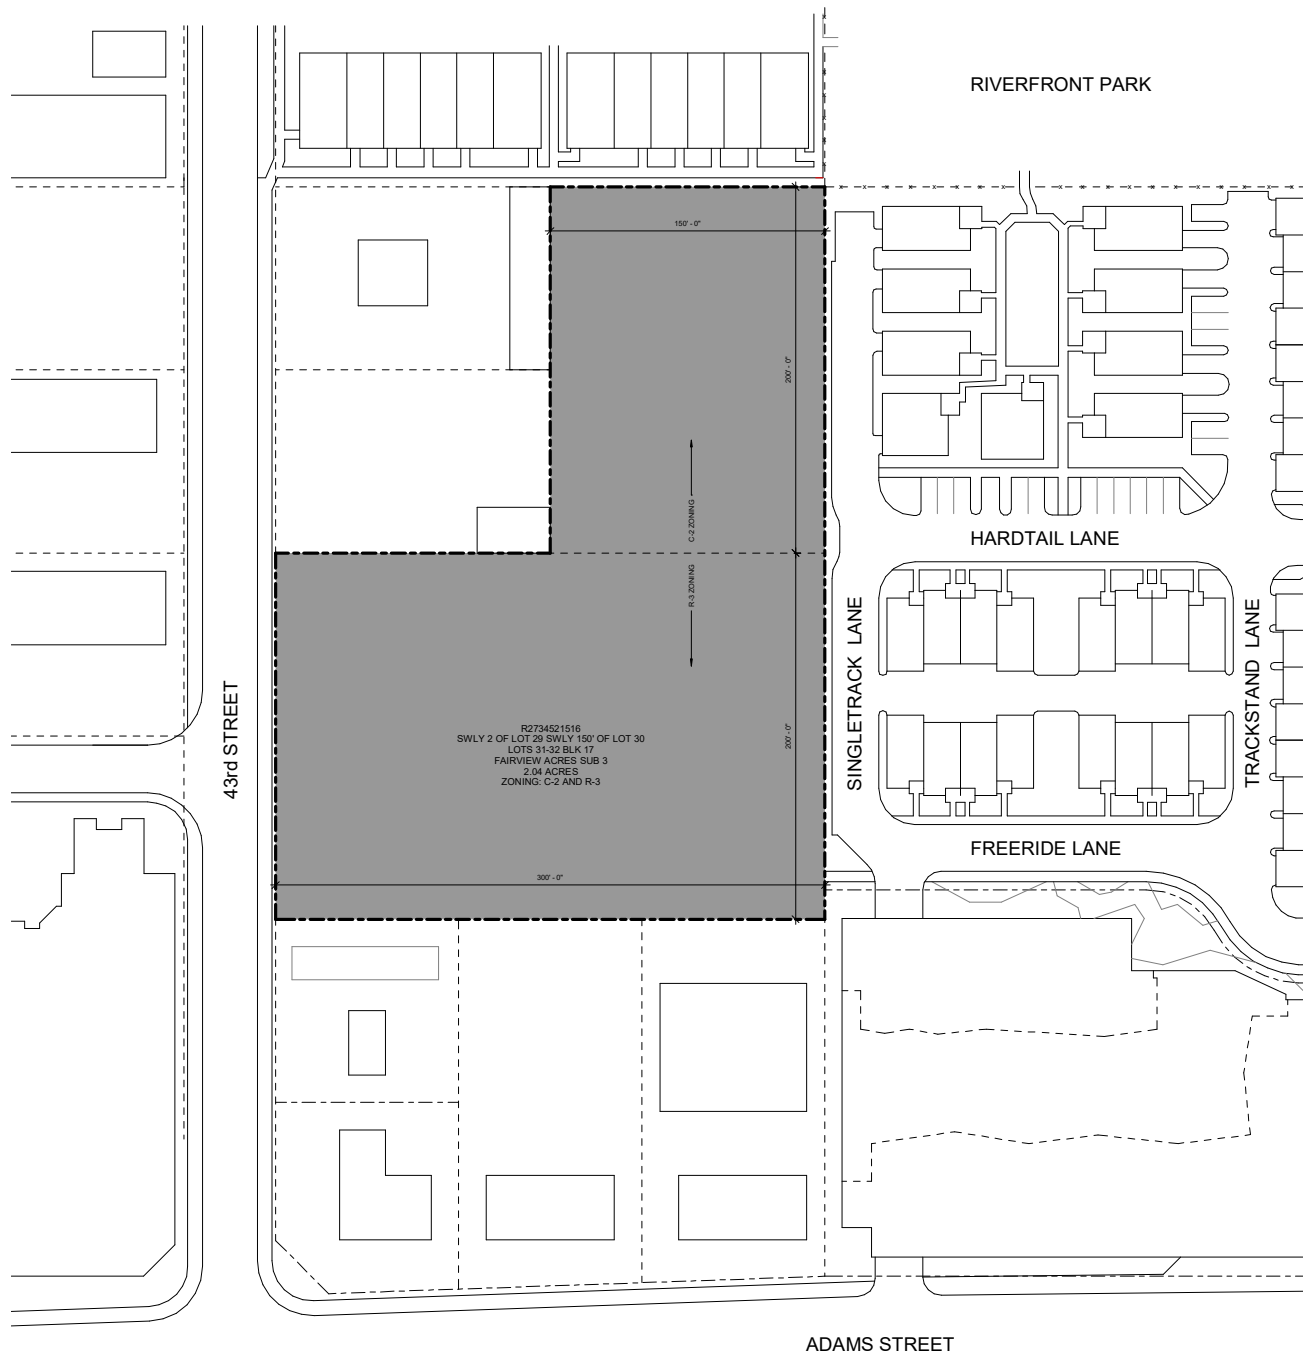 RIVERFRONT PARK
150' - 0"
200' - 0"
C-2 ZONING
HARDTAIL LANE
R-3 ZONING
SINGLETRACK LANE
TRACKSTAND LANE
43rd STREET
R2734521516
SWLY 2 OF LOT 29 SWLY 150' OF LOT 30
LOTS 31-32 BLK 17
FAIRVIEW ACRES SUB 3
2.04 ACRES
ZONING: C-2 AND R-3
200' - 0"
FREERIDE LANE
300' - 0"
ADAMS STREET